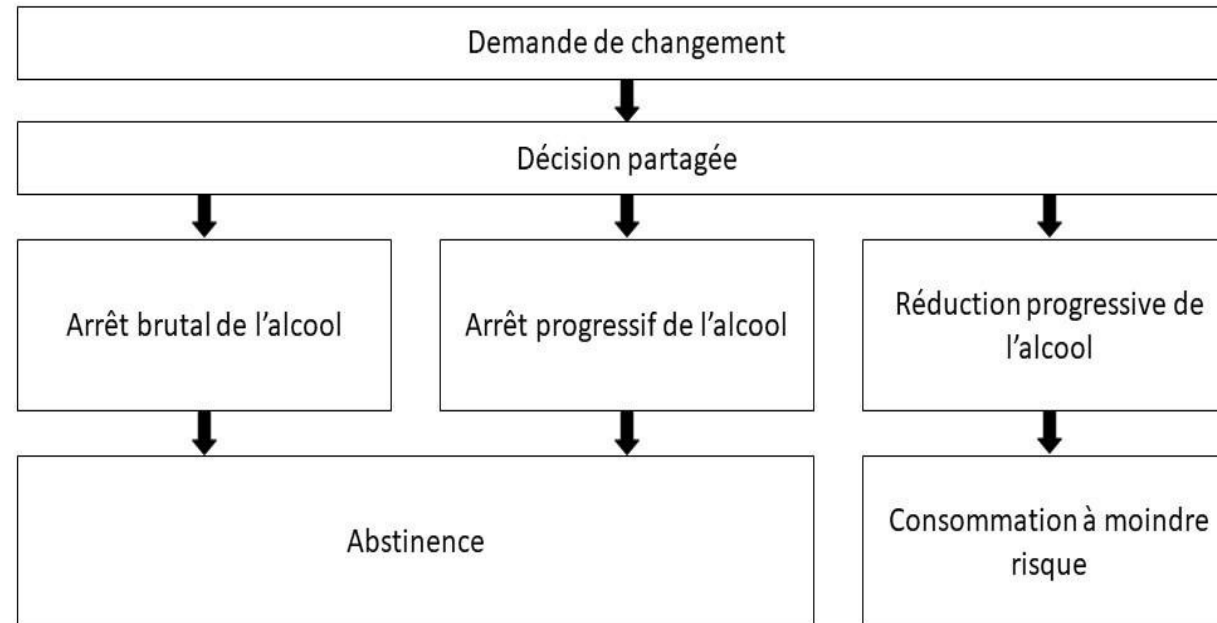 Demande de changement
Décision partagée
Arrêt brutal de l'alcool
Arrêt progressif de l'alcool
Réduction progressive de
l'alcool
Abstinence
Consommation à moindre
risque